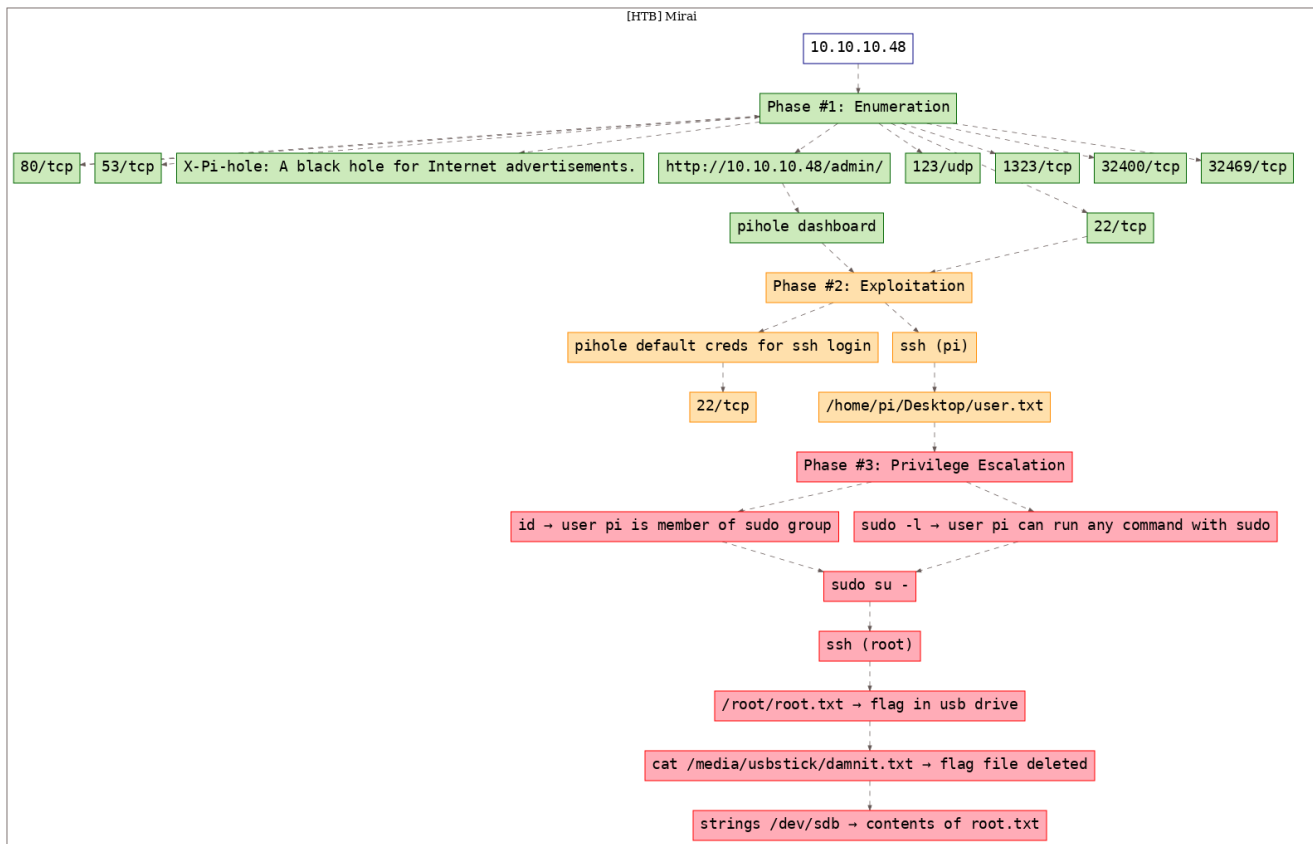 [HTB] Mirai
10.10.10.48
Phase #1: Enumeration
80/tcp
53/tcp
X-Pi-hole: A black hole for Internet advertisements.
http://10.10.10.48/admin/
123/udp
1323/tcp
32400/tcp
32469/tcp
pihole dashboard
22/tcp
Phase #2: Exploitation
pihole default creds for ssh login
ssh (pi)
22/tcp
/home/pi/Desktop/user.txt
Phase #3: Privilege Escalation
id → user pi is member of sudo group
sudo -l → user pi can run any command with sudo
sudo su -
ssh (root)
/root/root.txt → flag in usb drive
cat /media/usbstick/damnit.txt → flag file deleted
strings /dev/sdb → contents of root.txt